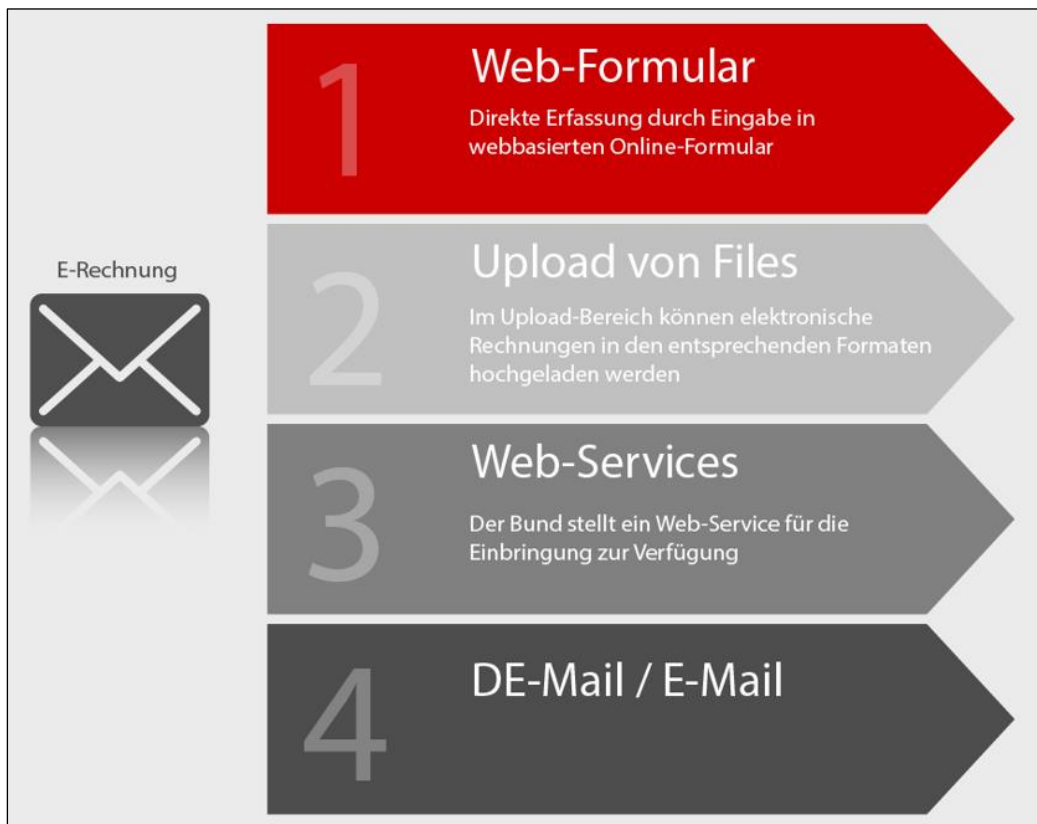 E-Rechnung
1
Web-Formular
Direkte Erfassung durch Eingabe in
webbasierten Online-Formular
2
Upload von Files
Im Upload-Bereich können elektronische
Rechnungen in den entsprechenden Formaten
hochgeladen werden
3
Web-Services
Der Bund stellt ein Web-Service für die
Einbringung zur Verfügung
4
DE-Mail / E-Mail